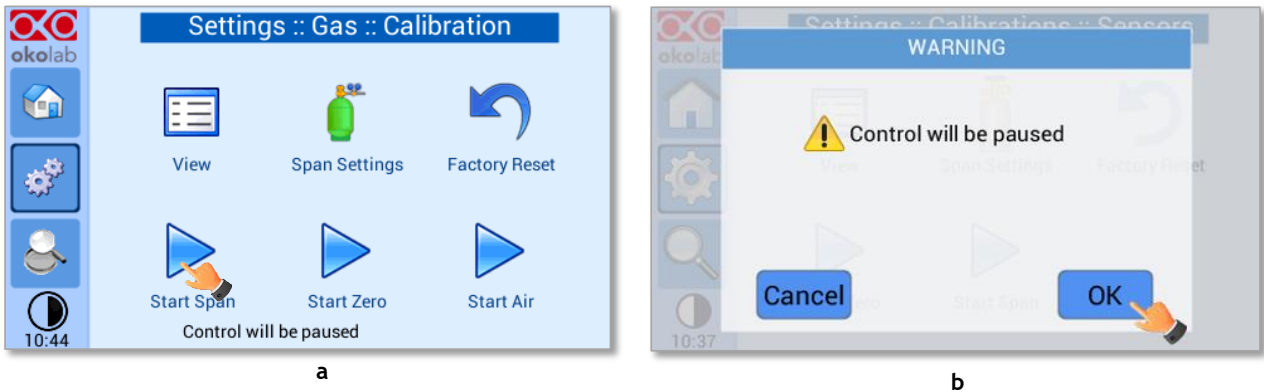 Settings :: Gas :: Calibration
okolab
View
Span Settings
Factory Reset
Start Span
Start Zero
Start Air
Control will be paused
10:44
a
Settings :: Calibrations :: Sensors
okolab
WARNING
Control will be paused
View
Span Settings
Factory Reset
Cancel
OK
Start Span
10:37
b